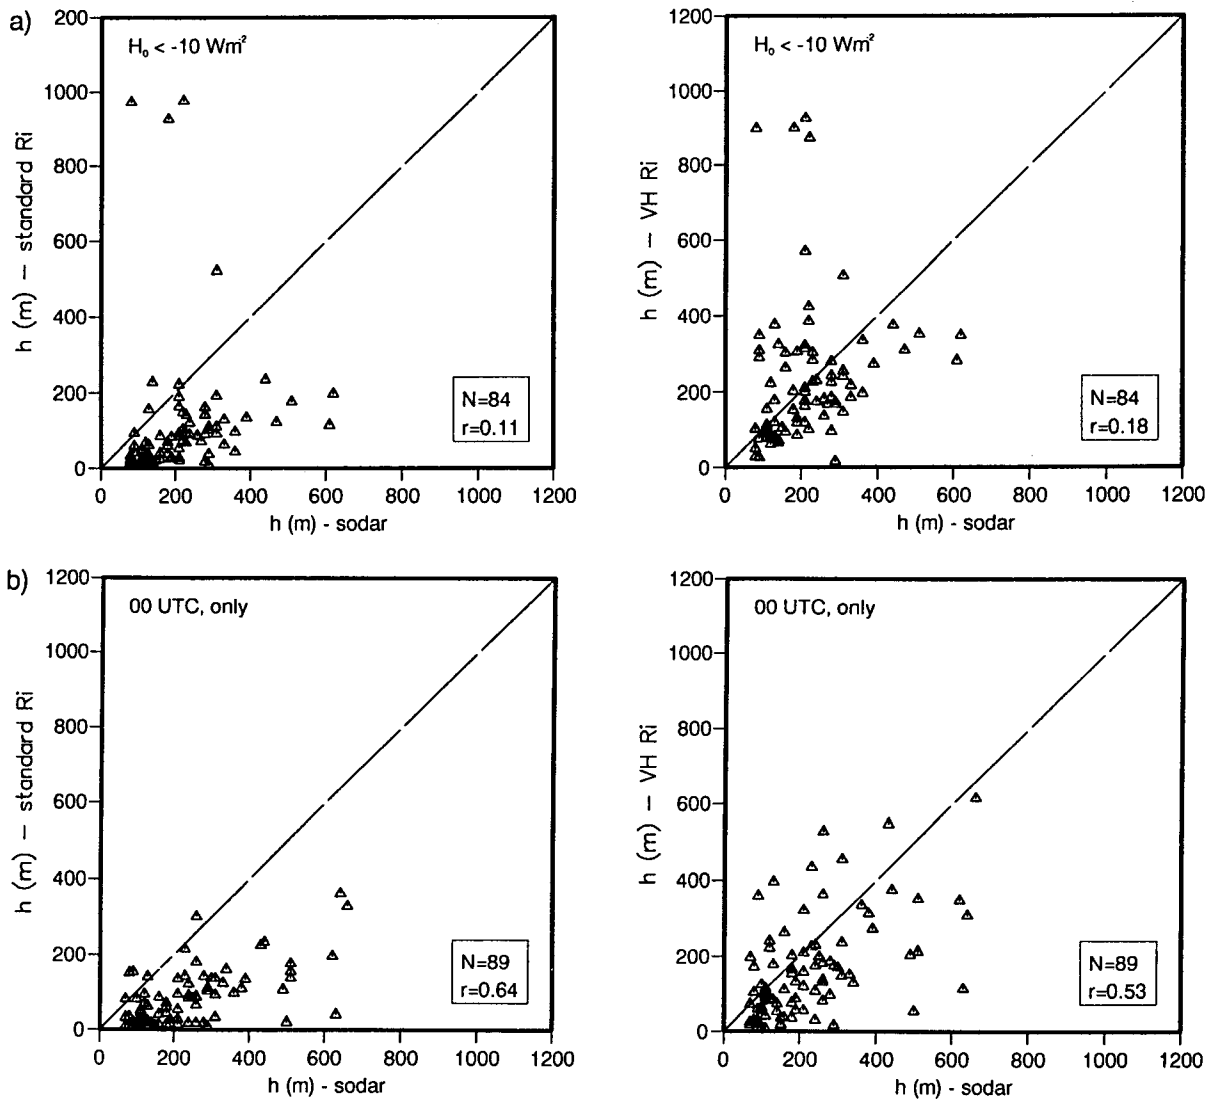 a)
H₀ < -10 Wm⁻²
h (m) — standard Ri
200
1000
800
600
400
200
0
N=84
r=0.11
0 200 400 600 800 1000 1200
h (m) - sodar
H₀ < -10 Wm⁻²
h (m) — VH Ri
1200
1000
800
600
400
200
0
N=84
r=0.18
0 200 400 600 800 1000 1200
h (m) - sodar
b)
00 UTC, only
h (m) — standard Ri
1200
1000
800
600
400
200
0
N=89
r=0.64
0 200 400 600 800 1000 1200
h (m) - sodar
00 UTC, only
h (m) — VH Ri
1200
1000
800
600
400
200
0
N=89
r=0.53
0 200 400 600 800 1000 1200
h (m) - sodar